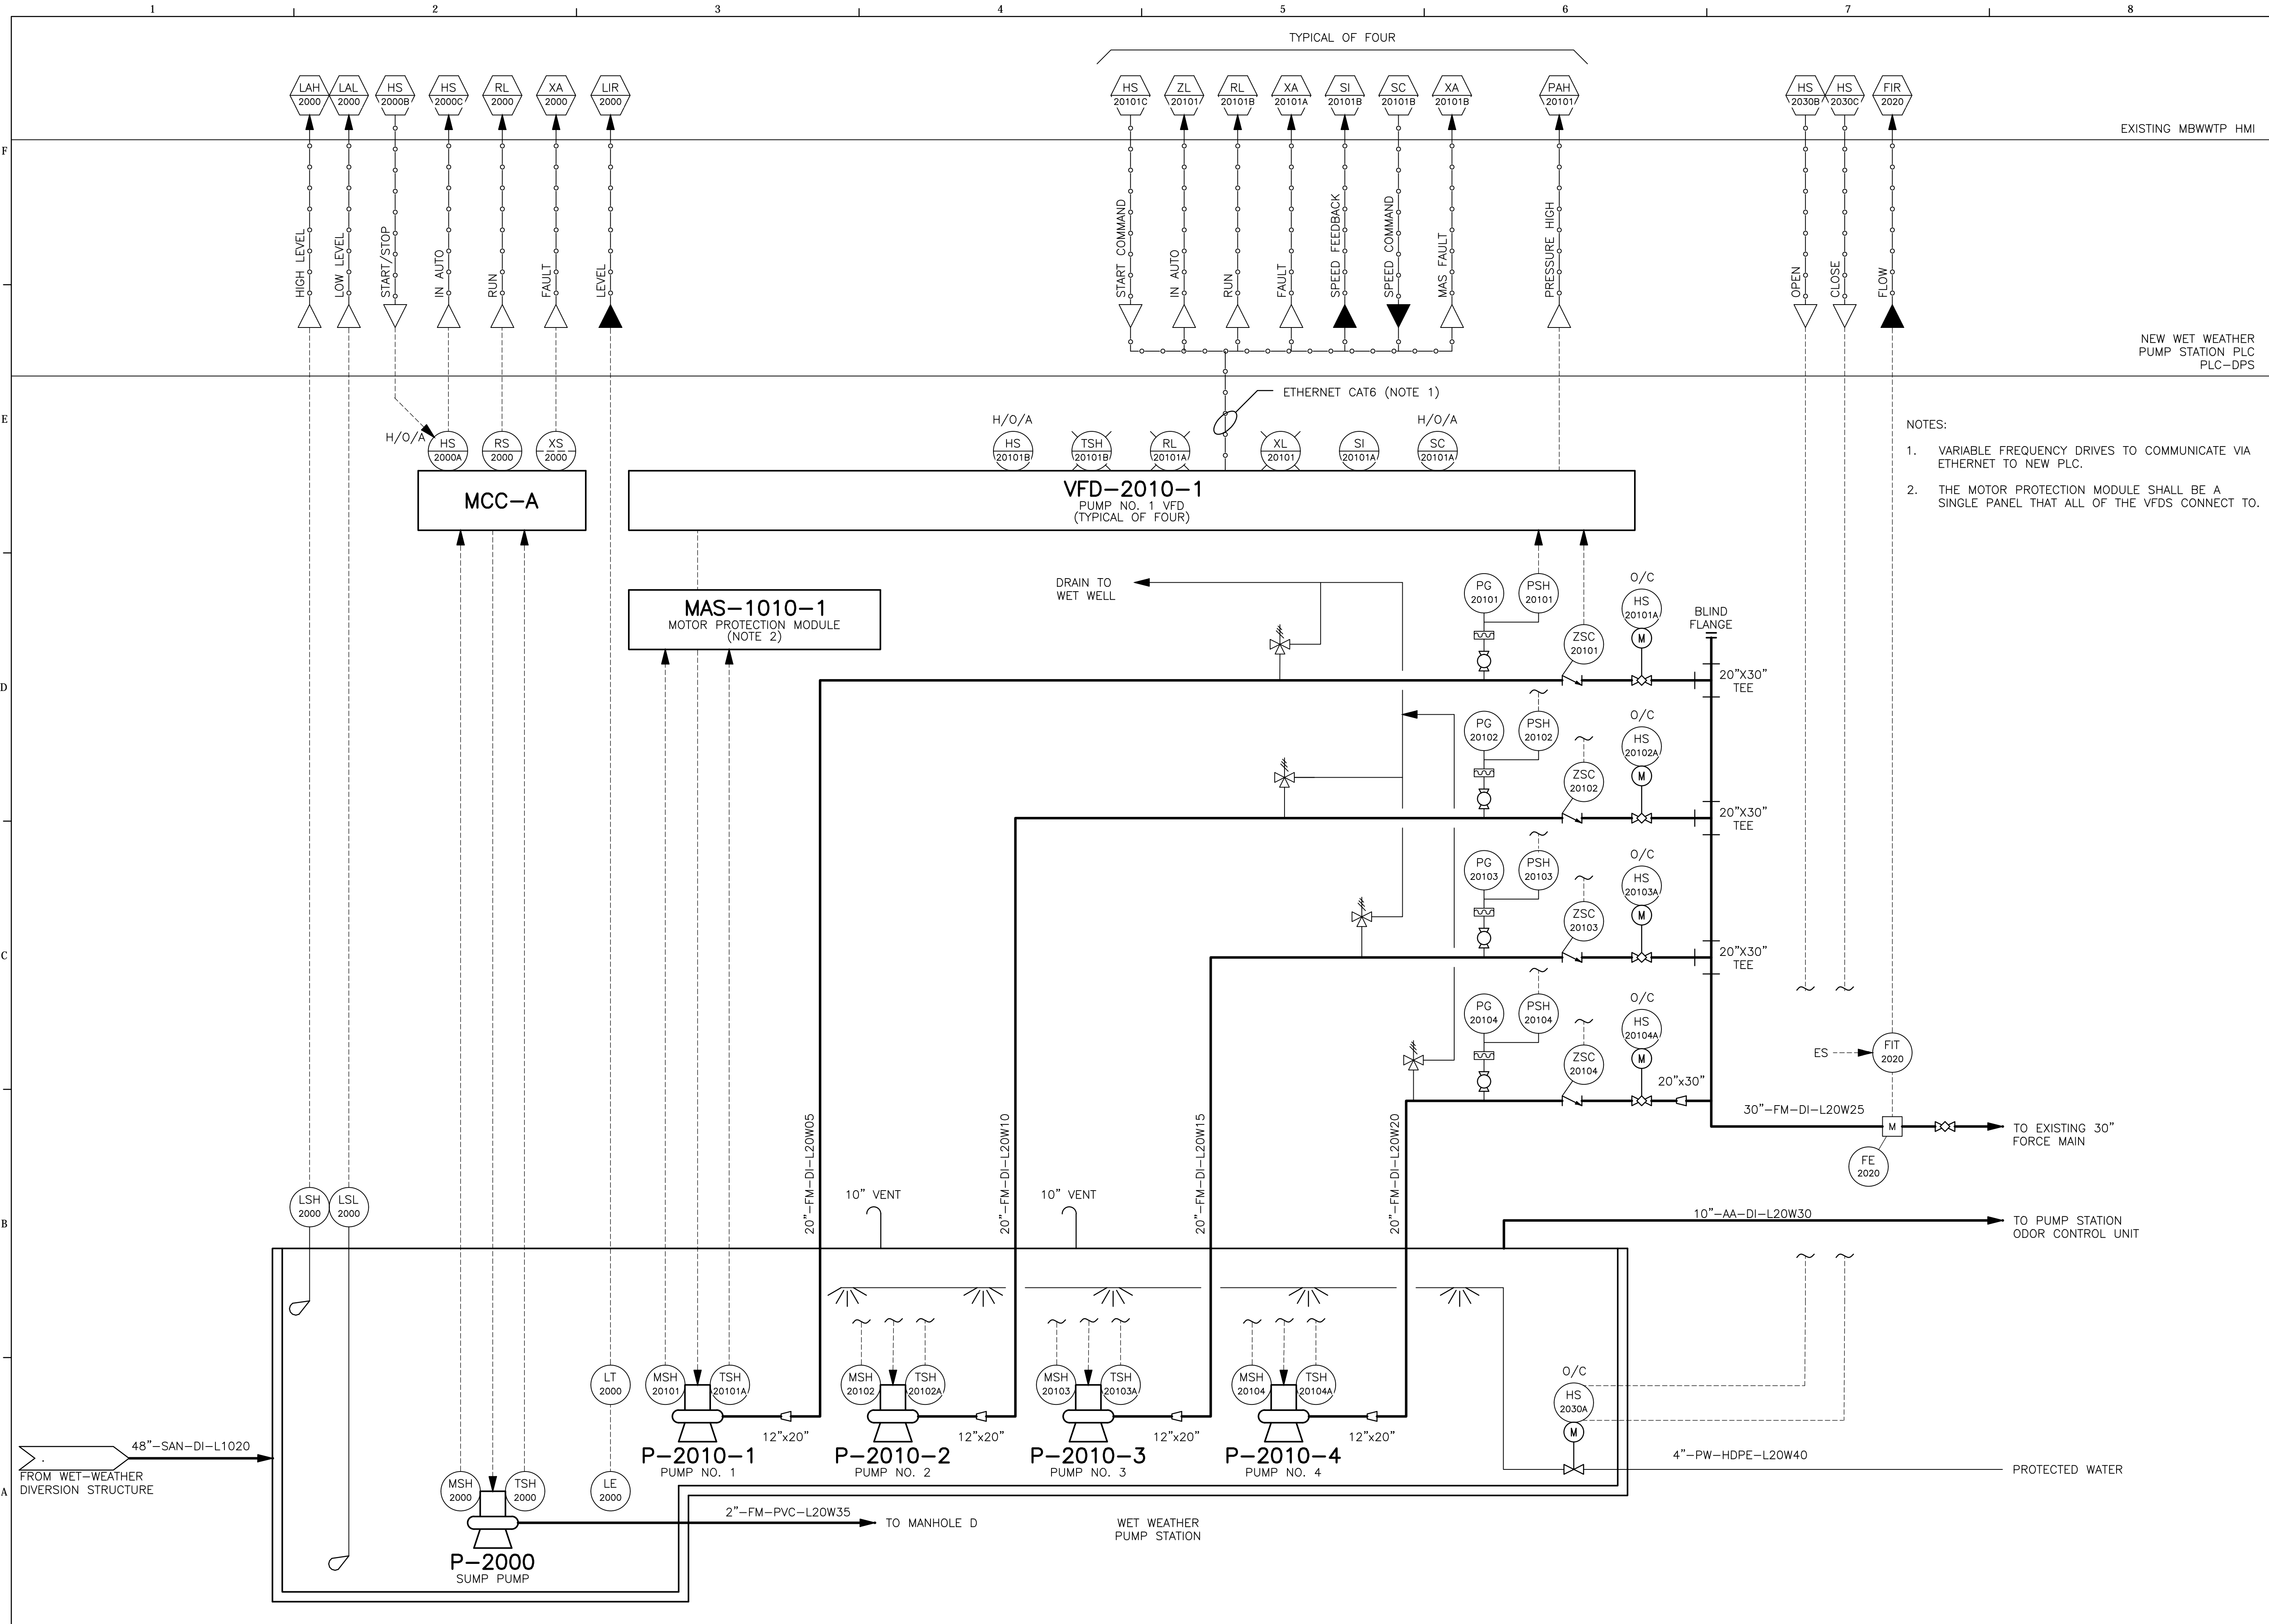 1 2 3 4 5 6 7 8
TYPICAL OF FOUR
LAH 2000
LAL 2000
HS 2000B
HS 2000C
RL 2000
XA 2000
LIR 2000
HS 20101C
ZL 20101
RL 20101B
XA 20101A
SI 20101B
SC 20101B
XA 20101B
PAH 20101
HS 2030B
HS 2030C
FIR 2020
EXISTING MBWWTP HMI
F
HIGH LEVEL
LOW LEVEL
START/STOP
IN AUTO
RUN
FAULT
LEVEL
START COMMAND
IN AUTO
RUN
FAULT
SPEED FEEDBACK
SPEED COMMAND
MAS FAULT
PRESSURE HIGH
OPEN
CLOSE
FLOW
NEW WET WEATHER
PUMP STATION PLC
PLC-DPS
E
ETHERNET CAT6 (NOTE 1)
H/O/A
HS 2000A
RS 2000
XS 2000
H/O/A
HS 20101B
TSH 20101B
RL 20101A
XL 20101
SI 20101A
H/O/A
SC 20101A
NOTES:
1. VARIABLE FREQUENCY DRIVES TO COMMUNICATE VIA
ETHERNET TO NEW PLC.
2. THE MOTOR PROTECTION MODULE SHALL BE A
SINGLE PANEL THAT ALL OF THE VFDS CONNECT TO.
MCC-A
VFD-2010-1
PUMP NO. 1 VFD
(TYPICAL OF FOUR)
MAS-1010-1
MOTOR PROTECTION MODULE
(NOTE 2)
DRAIN TO
WET WELL
PG 20101
PSH 20101
ZSC 20101
O/C
HS 20101A
M
BLIND
FLANGE
D
20"X30"
TEE
PG 20102
PSH 20102
ZSC 20102
O/C
HS 20102A
M
20"X30"
TEE
PG 20103
PSH 20103
ZSC 20103
O/C
HS 20103A
M
C
20"X30"
TEE
PG 20104
PSH 20104
ZSC 20104
O/C
HS 20104A
M
20"x30"
ES
FIT 2020
30"-FM-DI-L20W25
M
FE 2020
TO EXISTING 30"
FORCE MAIN
20"-FM-DI-L20W05
20"-FM-DI-L20W10
20"-FM-DI-L20W15
20"-FM-DI-L20W20
B
LSH 2000
LSL 2000
10" VENT
10" VENT
10"-AA-DI-L20W30
TO PUMP STATION
ODOR CONTROL UNIT
LT 2000
MSH 20101
TSH 20101A
MSH 20102
TSH 20102A
MSH 20103
TSH 20103A
MSH 20104
TSH 20104A
O/C
HS 2030A
M
12"x20"
12"x20"
12"x20"
12"x20"
48"-SAN-DI-L1020
FROM WET-WEATHER
DIVERSION STRUCTURE
P-2010-1
PUMP NO. 1
P-2010-2
PUMP NO. 2
P-2010-3
PUMP NO. 3
P-2010-4
PUMP NO. 4
4"-PW-HDPE-L20W40
PROTECTED WATER
A
MSH 2000
TSH 2000
LE 2000
2"-FM-PVC-L20W35
TO MANHOLE D
WET WEATHER
PUMP STATION
P-2000
SUMP PUMP